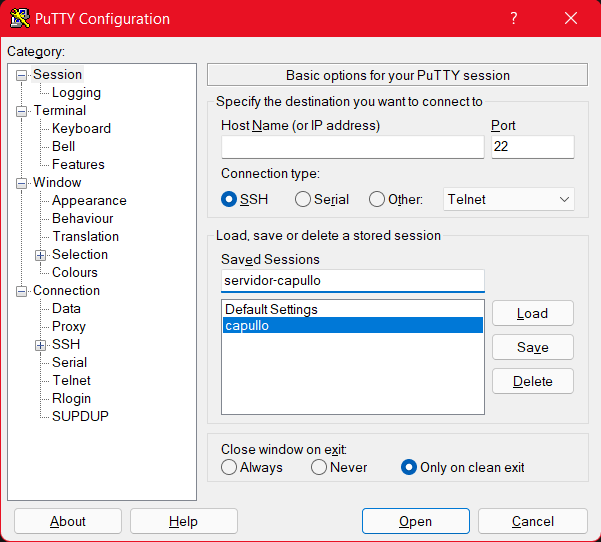 PuTTY Configuration
?
Category:
Session
Logging
Terminal
Keyboard
Bell
Features
Window
Appearance
Behaviour
Translation
Selection
Colours
Connection
Data
Proxy
SSH
Serial
Telnet
Rlogin
SUPDUP
Basic options for your PuTTY session
Specify the destination you want to connect to
Host Name (or IP address) Port
22
Connection type:
SSH Serial Other: Telnet
Load, save or delete a stored session
Saved Sessions
servidor-capullo
Default Settings
capullo
Load
Save
Delete
Close window on exit:
Always Never Only on clean exit
About Help Open Cancel